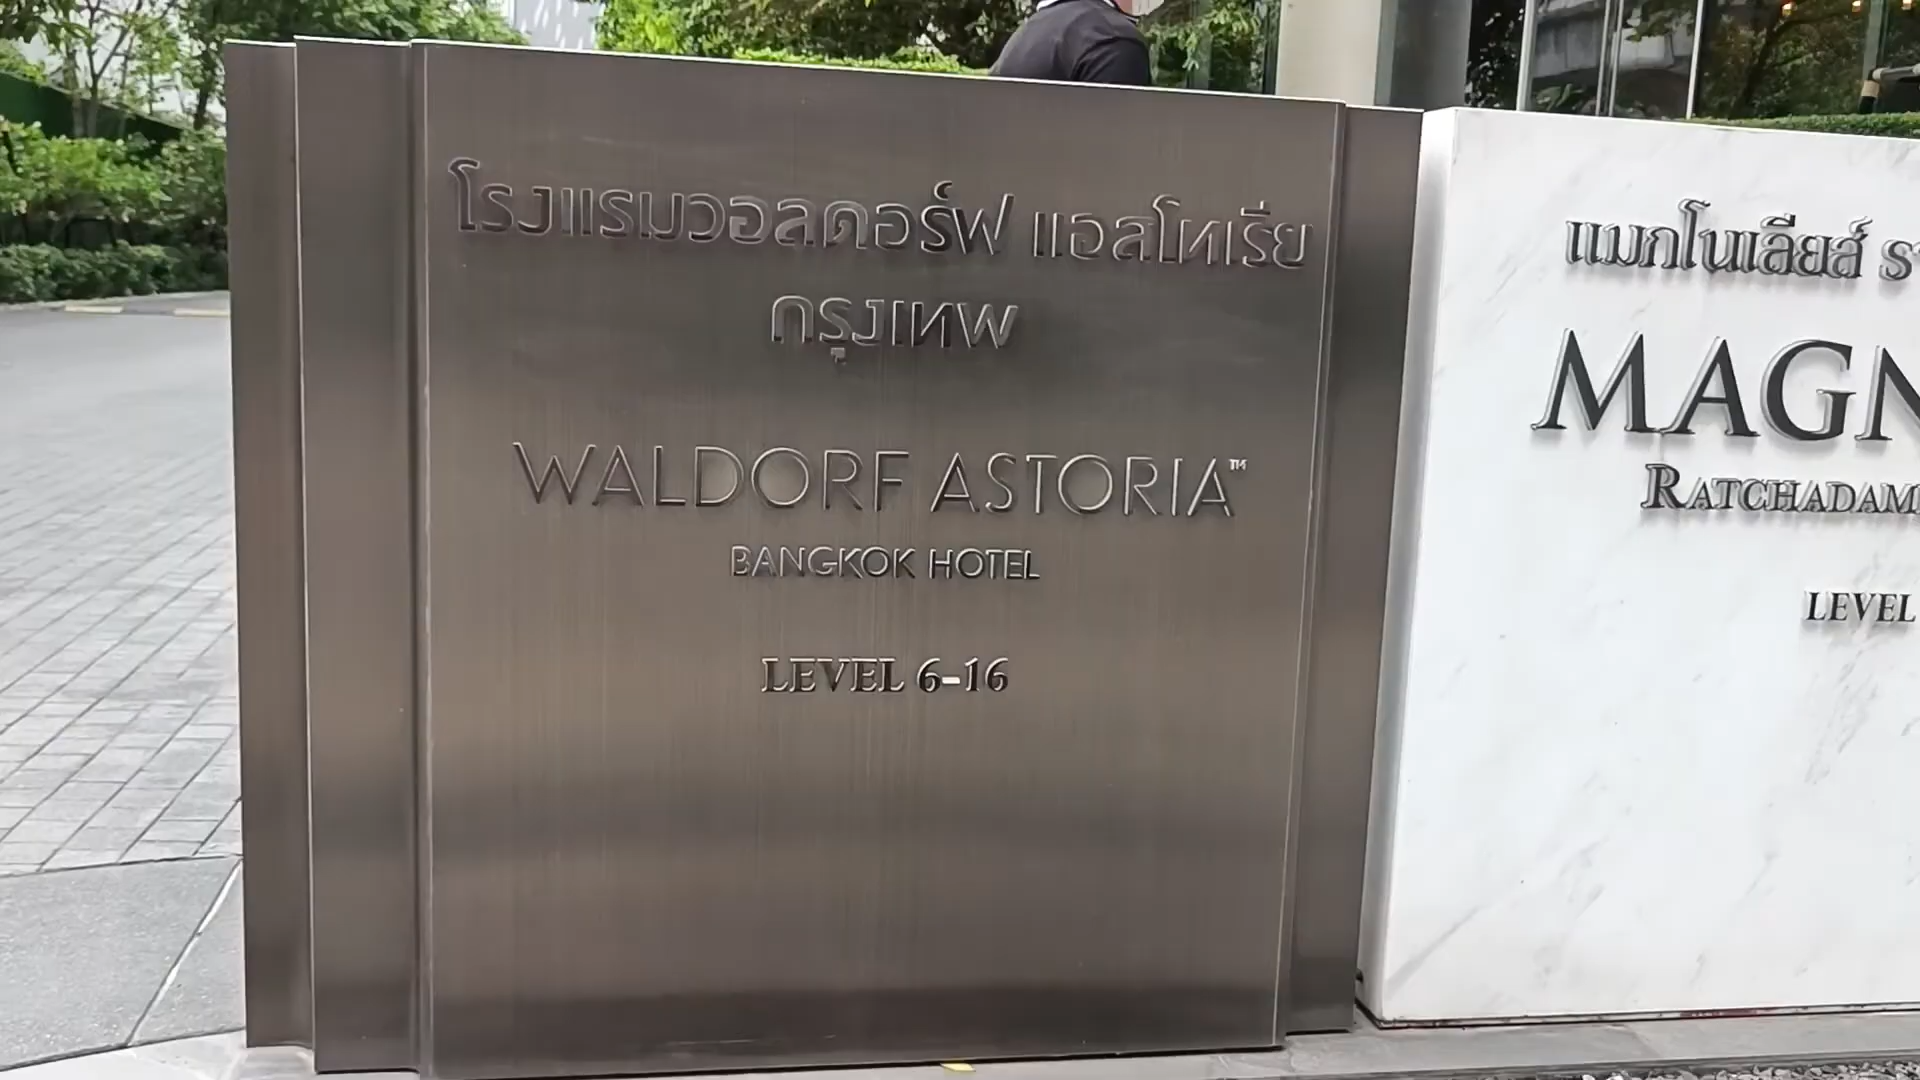 โรงแรมวอลดอร์ฟ แอสโทเรีย
กรุงเทพ
WALDORF ASTORIA™
BANGKOK HOTEL
LEVEL 6-16
แมกโนเลียส์
MAGN
RATCHADAM
LEVEL